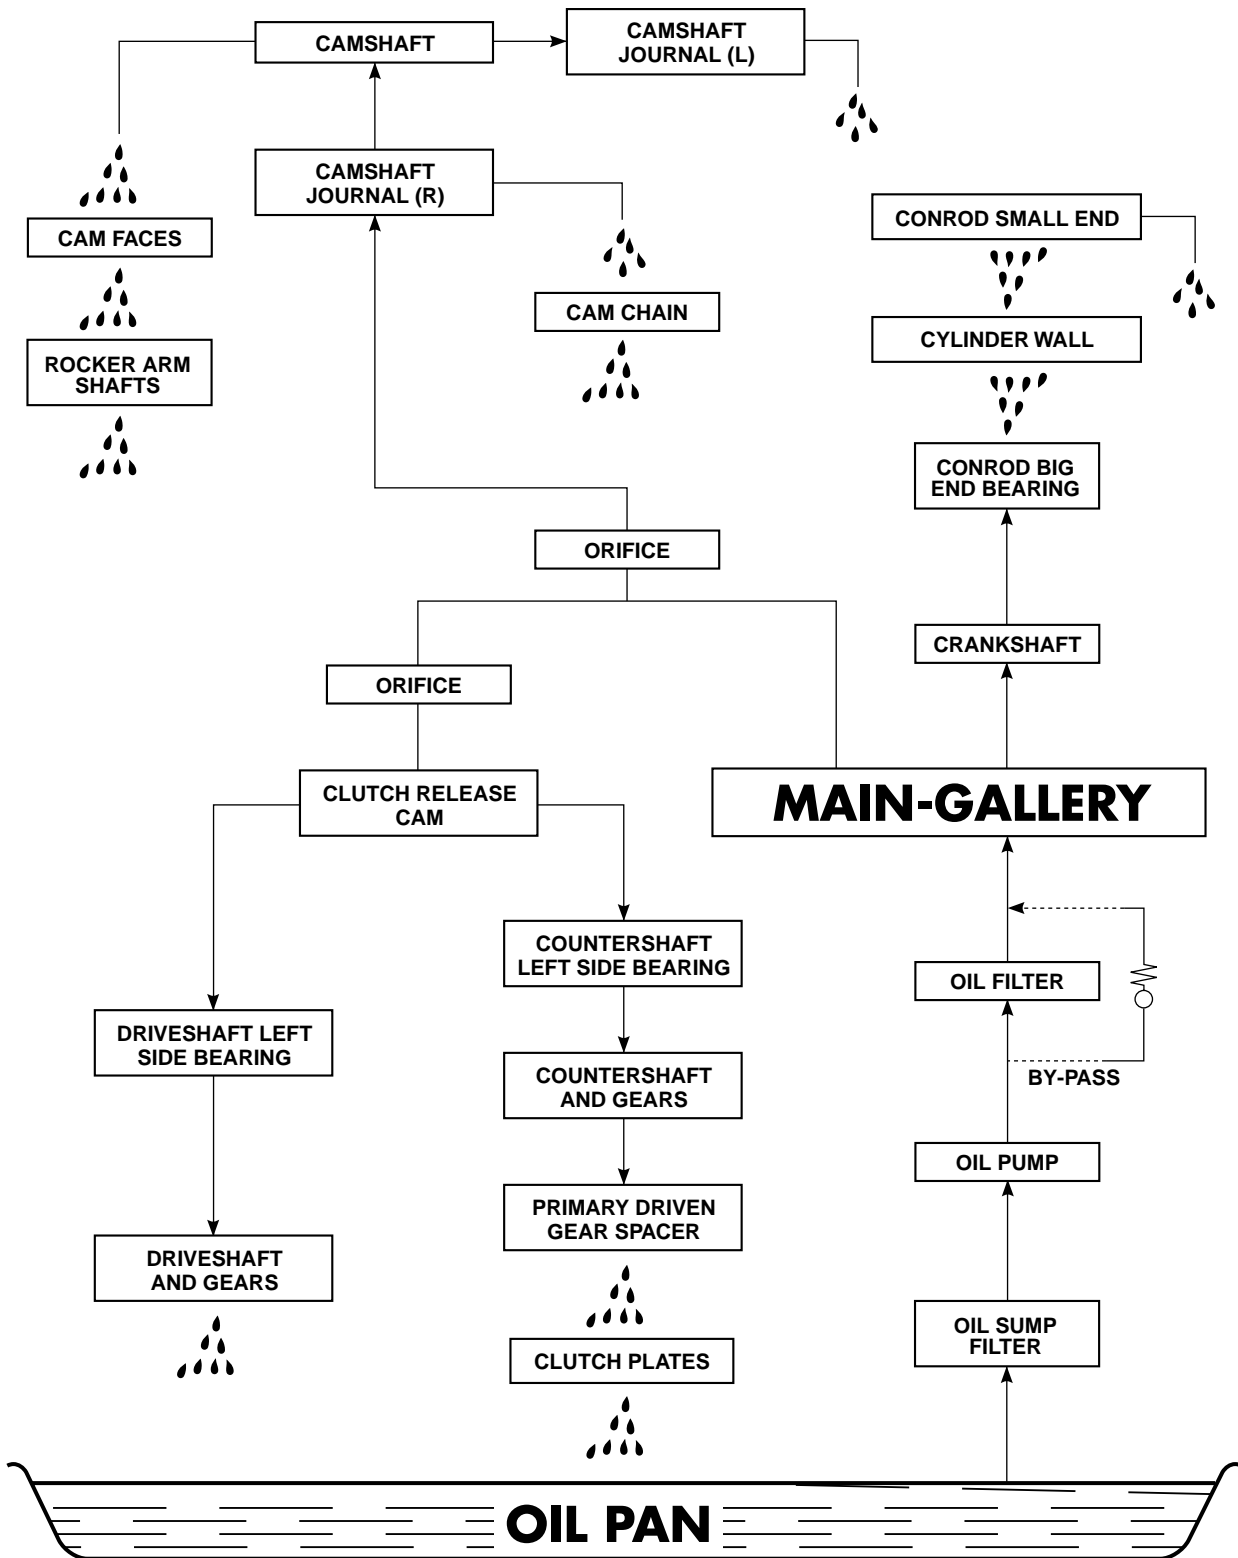 CAMSHAFT
CAMSHAFT
JOURNAL (L)
CAMSHAFT
JOURNAL (R)
CAM FACES
CONROD SMALL END
CAM CHAIN
CYLINDER WALL
ROCKER ARM
SHAFTS
CONROD BIG
END BEARING
ORIFICE
CRANKSHAFT
ORIFICE
CLUTCH RELEASE
CAM
MAIN-GALLERY
COUNTERSHAFT
LEFT SIDE BEARING
OIL FILTER
DRIVESHAFT LEFT
SIDE BEARING
COUNTERSHAFT
AND GEARS
BY-PASS
OIL PUMP
PRIMARY DRIVEN
GEAR SPACER
DRIVESHAFT
AND GEARS
OIL SUMP
FILTER
CLUTCH PLATES
OIL PAN